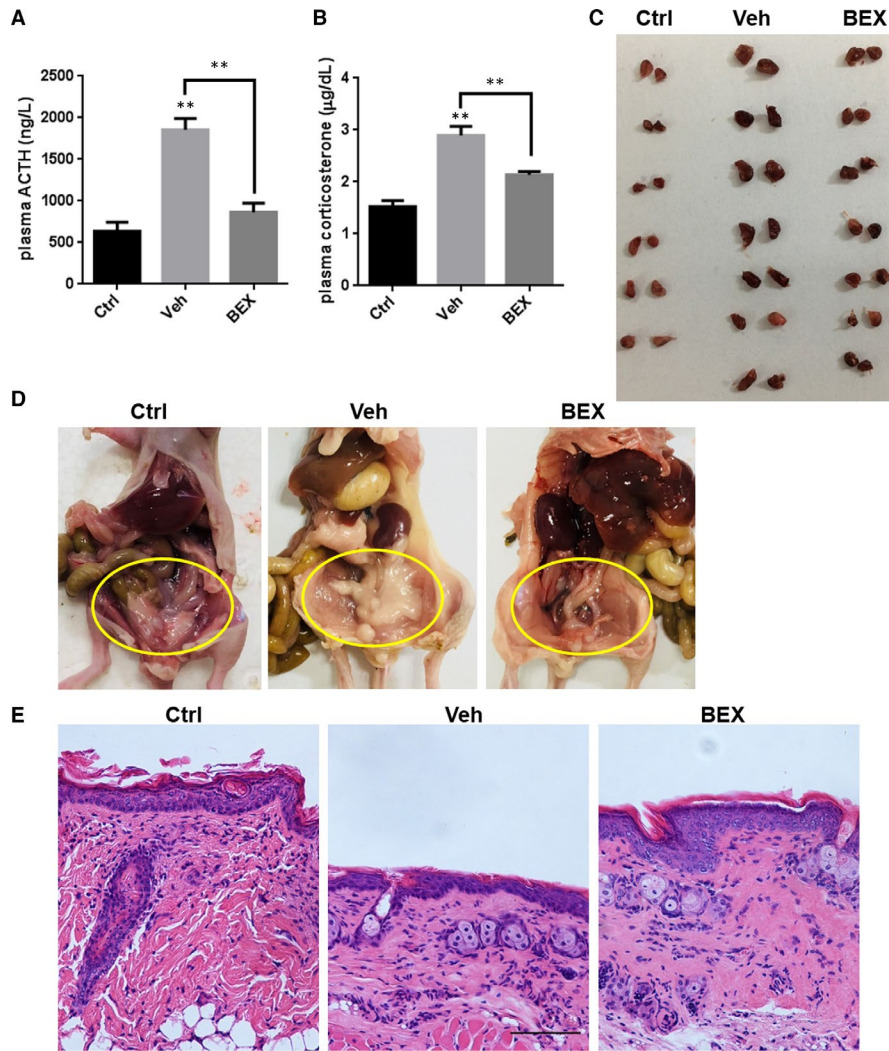 A
plasma ACTH (ng/L)
2500
2000
1500
1000
500
0
**
**
Ctrl
Veh
BEX
B
plasma corticosterone (μg/dL)
4
3
2
1
0
**
**
Ctrl
Veh
BEX
C
Ctrl
Veh
BEX
D
Ctrl
Veh
BEX
E
Ctrl
Veh
BEX